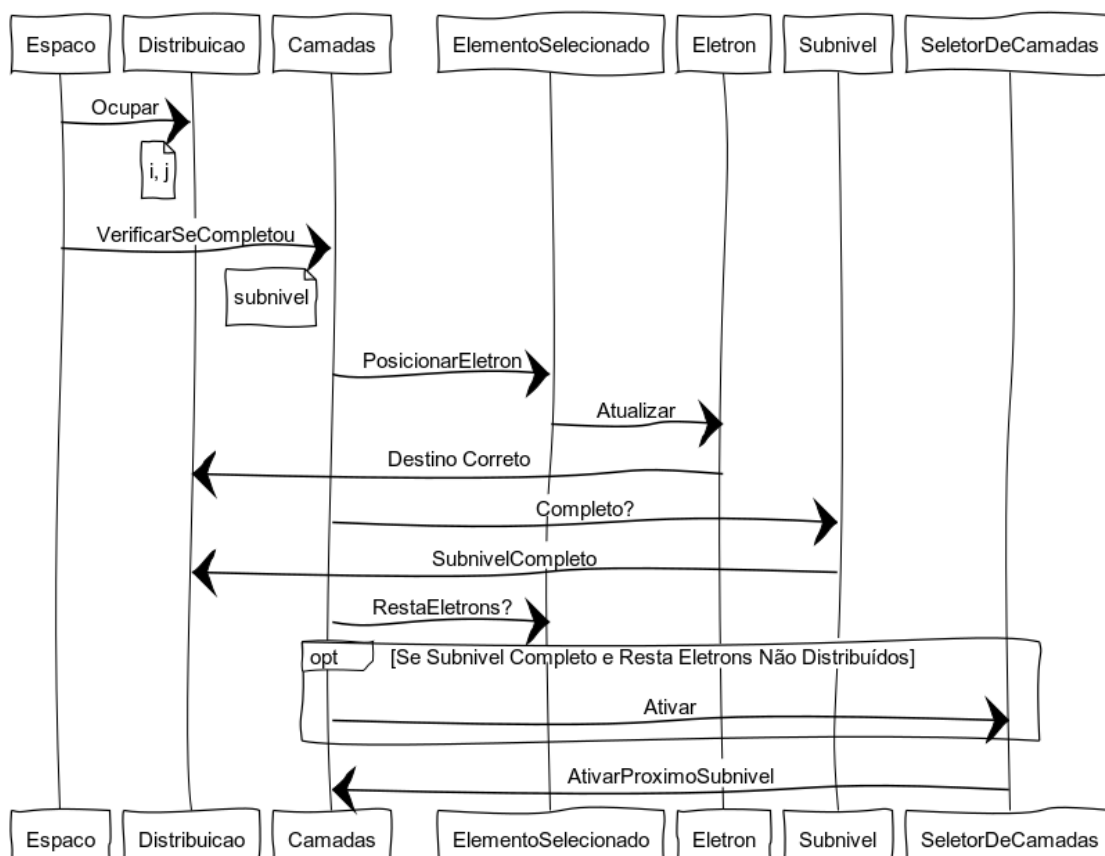 Espaco Distribuicao Camadas ElementoSelecionado Eletron Subnivel SeletorDeCamadas
Ocupar
i, j
VerificarSeCompletou
subnivel
PosicionarEletron
Atualizar
Destino Correto
Completo?
SubnivelCompleto
RestaEletrons?
opt [Se Subnivel Completo e Resta Eletrons Não Distribuídos]
Ativar
AtivarProximoSubnivel
Espaco Distribuicao Camadas ElementoSelecionado Eletron Subnivel SeletorDeCamadas